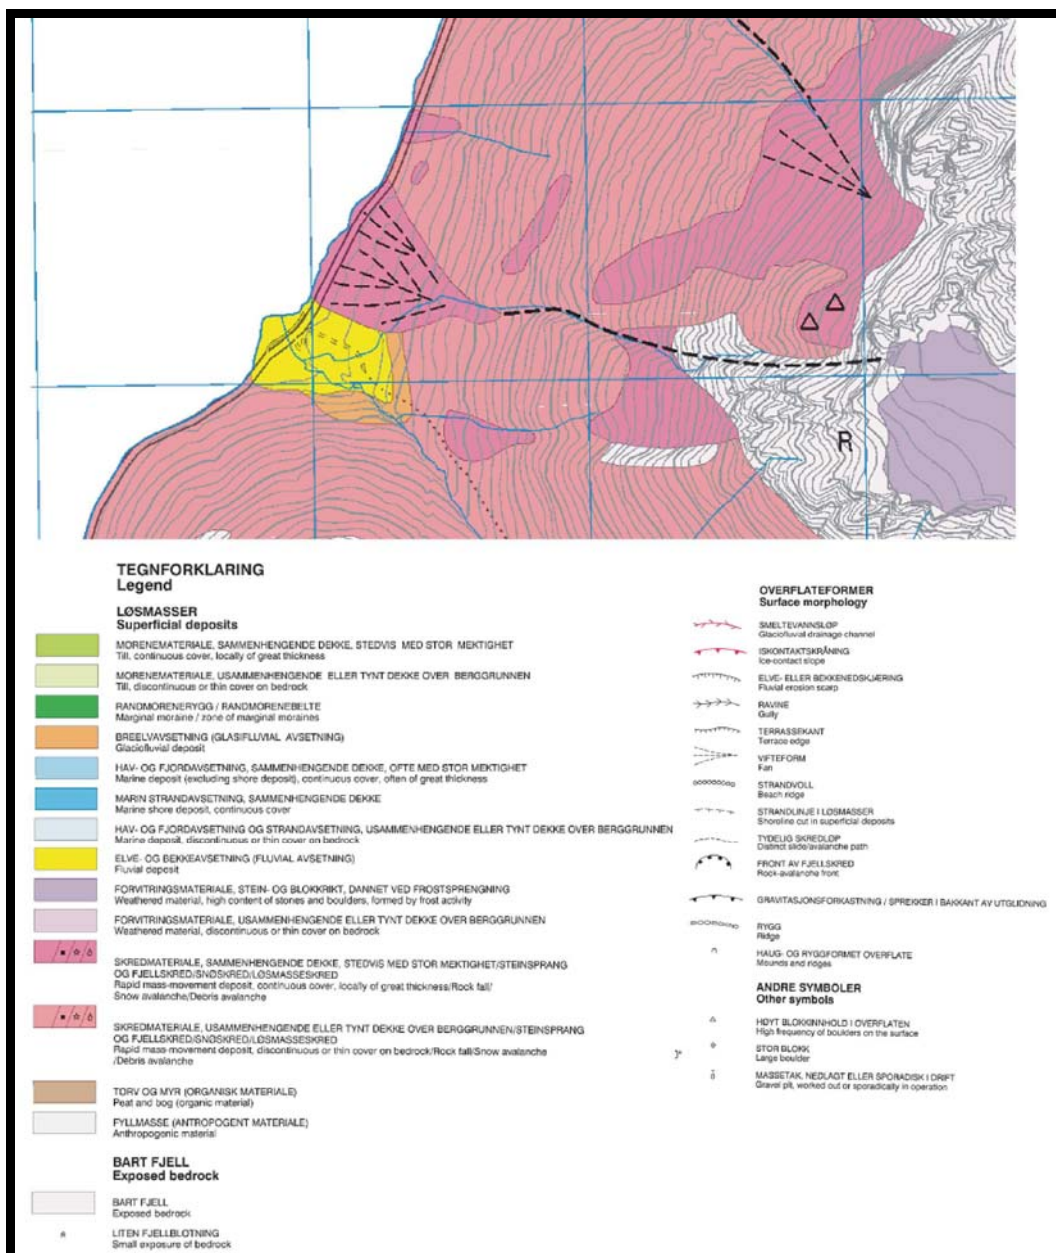 R
TEGNFORKLARING
Legend
LØSMASSER
Superficial deposits
MORENEMATERIALE, SAMMENHENGENDE DEKKE, STEDVIS MED STOR MEKTIGHET
Till, continuous cover, locally of great thickness
MORENEMATERIALE, USAMMENHENGENDE ELLER TYNT DEKKE OVER BERGGRUNNEN
Till, discontinuous or thin cover on bedrock
RANDMORENERYGG / RANDMORENEBELTE
Marginal moraine / zone of marginal moraines
BREELVAVSETNING (GLASIFLUVIAL AVSETNING)
Glaciofluvial deposit
HAV- OG FJORDAVSETNING, SAMMENHENGENDE DEKKE, OFTE MED STOR MEKTIGHET
Marine deposit (excluding shore deposit), continuous cover, often of great thickness
MARIN STRANDAVSETNING, SAMMENHENGENDE DEKKE
Marine shore deposit, continuous cover
HAV- OG FJORDAVSETNING OG STRANDAVSETNING, USAMMENHENGENDE ELLER TYNT DEKKE OVER BERGGRUNNEN
Marine deposit, discontinuous or thin cover on bedrock
ELVE- OG BEKKEAVSETNING (FLUVIAL AVSETNING)
Fluvial deposit
FORVITRINGSMATERIALE, STEIN- OG BLOKKRIKT, DANNET VED FROSTSPRENGNING
Weathered material, high content of stones and boulders, formed by frost activity
FORVITRINGSMATERIALE, USAMMENHENGENDE ELLER TYNT DEKKE OVER BERGGRUNNEN
Weathered material, discontinuous or thin cover on bedrock
SKREDMATERIALE, SAMMENHENGENDE DEKKE, STEDVIS MED STOR MEKTIGHET/STEINSPRANG
OG FJELLSKRED/SNØSKRED/LØSMASSESKRED
Rapid mass-movement deposit, continuous cover, locally of great thickness/Rock fall/
Snow avalanche/Debris avalanche
SKREDMATERIALE, USAMMENHENGENDE ELLER TYNT DEKKE OVER BERGGRUNNEN/STEINSPRANG
OG FJELLSKRED/SNØSKRED/LØSMASSESKRED
Rapid mass-movement deposit, discontinuous or thin cover on bedrock/Rock fall/Snow avalanche
/Debris avalanche
TORV OG MYR (ORGANISK MATERIALE)
Peat and bog (organic material)
FYLLMASSE (ANTROPOGENT MATERIALE)
Anthropogenic material
BART FJELL
Exposed bedrock
BART FJELL
Exposed bedrock
R
LITEN FJELLBLOTNING
Small exposure of bedrock
OVERFLATEFORMER
Surface morphology
SMELTEVANNSLØP
Glaciofluvial drainage channel
ISKONTAKTSKRÅNING
Ice-contact slope
ELVE- ELLER BEKKENEDSKJÆRING
Fluvial erosion scarp
RAVINE
Gully
TERRASSEKANT
Terrace edge
VIFTEFORM
Fan
STRANDVOLL
Beach ridge
STRANDLINJE I LØSMASSER
Shoreline cut in superficial deposits
TYDELIG SKREDLØP
Distinct slide/avalanche path
FRONT AV FJELLSKRED
Rock-avalanche front
GRAVITASJONSFORKASTNING / SPREKKER I BAKKANT AV UTGLIDNING
RYGG
Ridge
HAUG- OG RYGGFORMET OVERFLATE
Mounds and ridges
ANDRE SYMBOLER
Other symbols
HØYT BLOKKINNHOLD I OVERFLATEN
High frequency of boulders on the surface
STOR BLOKK
Large boulder
MASSETAK, NEDLAGT ELLER SPORADISK I DRIFT
Gravel pit, worked out or sporadically in operation